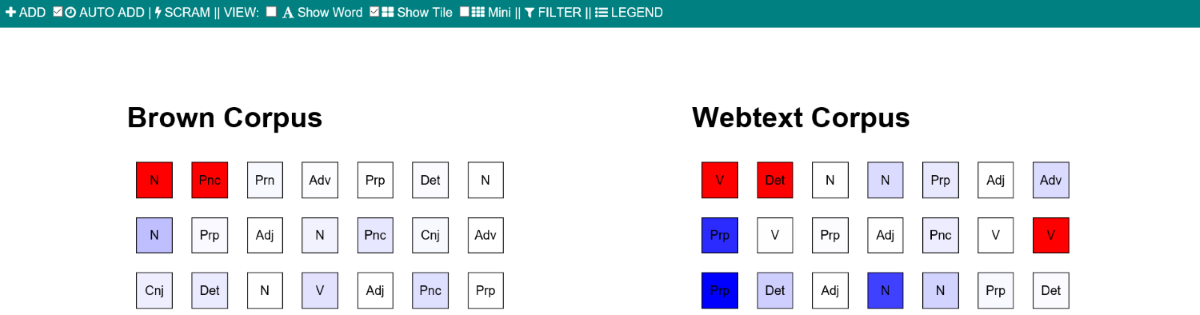 ADD AUTO ADD | SCRAM || VIEW: A Show Word Show Tile Mini || FILTER || LEGEND
Brown Corpus
N Pnc Prn Adv Prp Det N
N Prp Adj N Pnc Cnj Adv
Cnj Det N V Adj Pnc Prp
Webtext Corpus
V Det N N Prp Adj Adv
Prp V Prp Adj Pnc V V
Prp Det Adj N N Prp Det